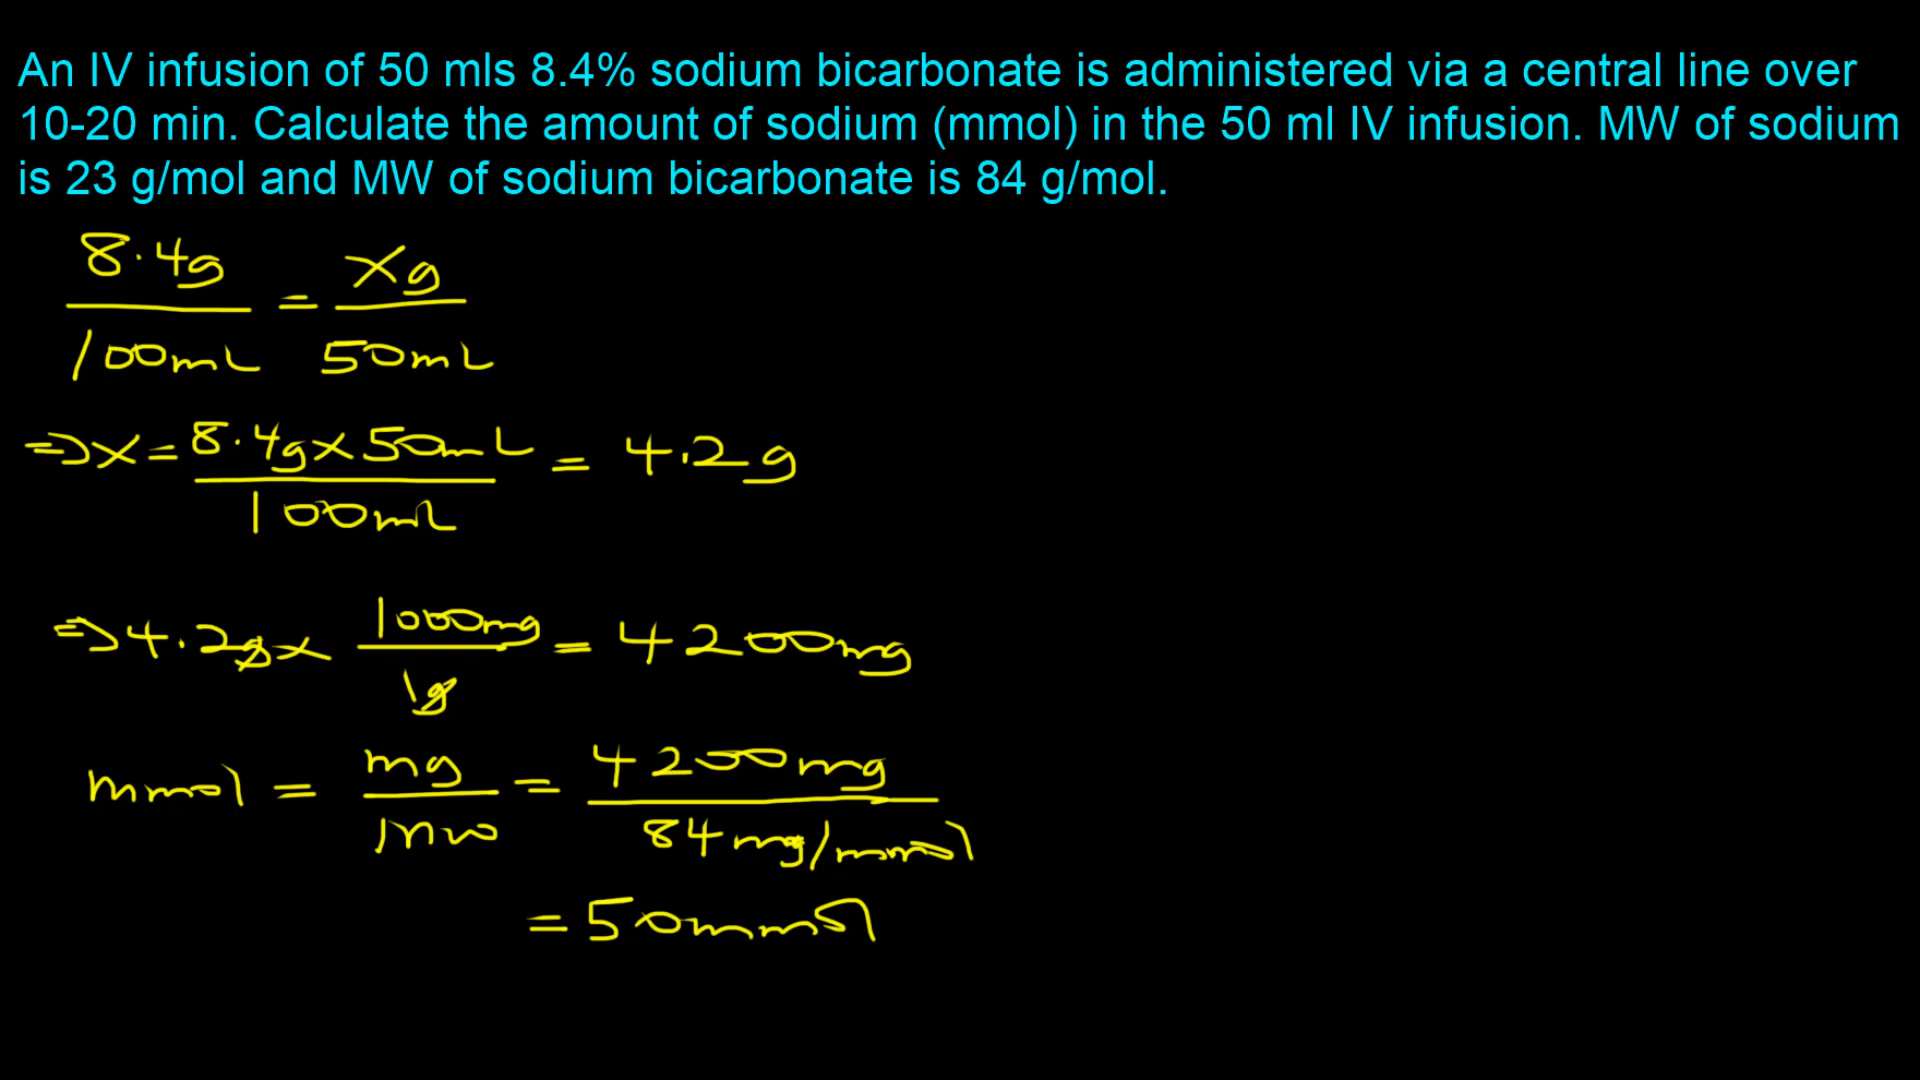 An IV infusion of 50 mls 8.4% sodium bicarbonate is administered via a central line over
10-20 min. Calculate the amount of sodium (mmol) in the 50 ml IV infusion. MW of sodium
is 23 g/mol and MW of sodium bicarbonate is 84 g/mol.
8.4g = xg
100mL 50mL
⇒ x = 8.4g x 50mL = 4.2g
100mL
⇒ 4.2g x 1000mg = 4200mg
1g
mmol = mg = 4200mg
mw 84mg/mmol
= 50mmol